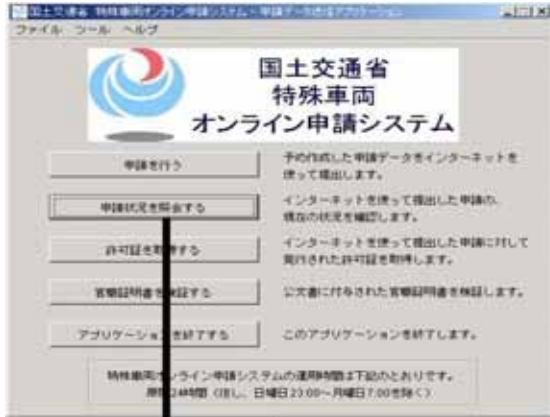 国土交通省 特殊車両オンライン申請システム - 申請データ送信アプリケーション
ファイル ツール ヘルプ
国土交通省
特殊車両
オンライン申請システム
申請を行う
予め作成した申請データをインターネットを
使って提出します。
申請状況を照会する
インターネットを使って提出した申請の、
現在の状況を確認します。
許可証を取得する
インターネットを使って提出した申請に対して
発行された許可証を取得します。
官職証明書を検証する
公文書に付与された官職証明書を検証します。
アプリケーションを終了する
このアプリケーションを終了します。
特殊車両オンライン申請システムの運用時間は下記のとおりです。
原則24時間（但し、日曜日23:00～月曜日7:00を除く）